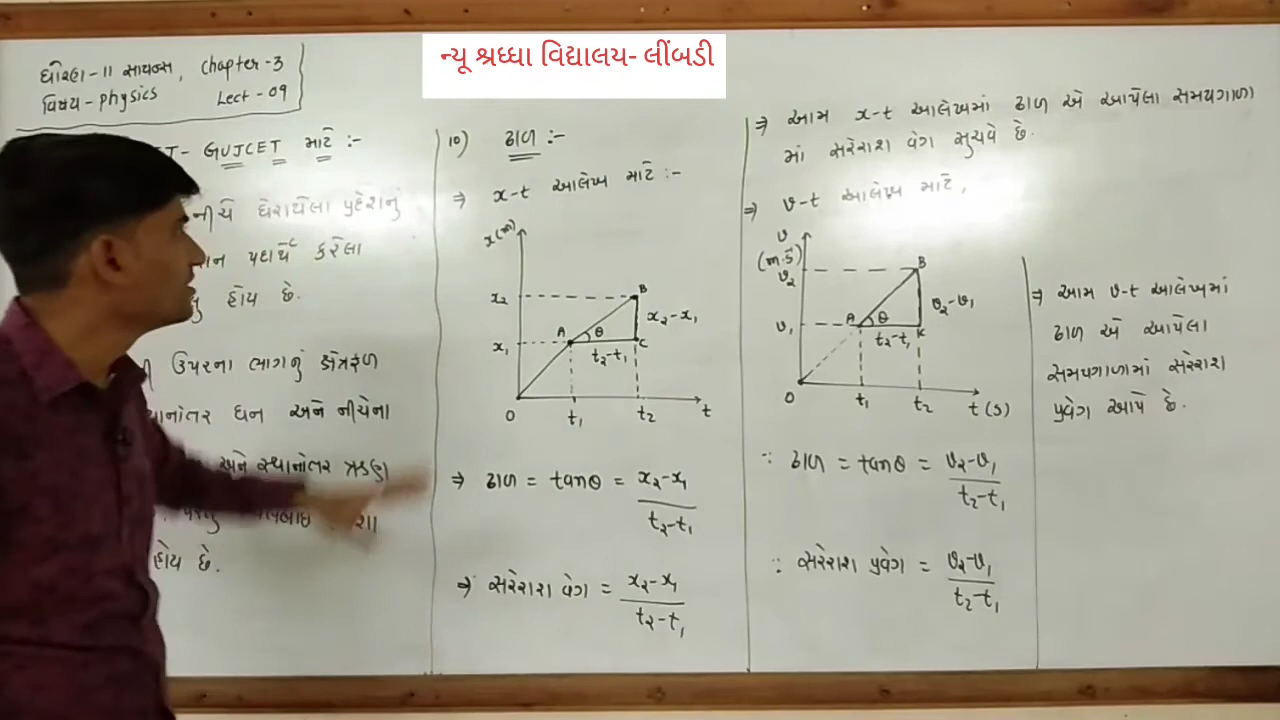 ન્યૂ શ્રધ્ધા વિદ્યાલય- લીંબડી
ધોરણ-11 સાયન્સ, Chapter-3
વિષય-physics Lect-09
GUJCET માટે :-
નીચે ઘેરાયેલા પ્રદેશનું
પદાર્થે કરેલા
હોય છે.
ઉપરના ભાગનું ક્ષેત્રફળ
ધન અને નીચેના
અને સ્થાનાંતર ઋણ
હોય છે.
10) ઢાળ :-
⇒ x-t આલેખ માટે :-
x(m)
x2
x1
A
B
C
θ
x2-x1
t2-t1
O
t1
t2
t
⇒ ઢાળ = tanθ = x2-x1 / t2-t1
⇒ સરેરાશ વેગ = x2-x1 / t2-t1
⇒ આમ x-t આલેખમાં ઢાળ એ આપેલા સમયગાળા
માં સરેરાશ વેગ સુચવે છે.
⇒ v-t આલેખ માટે,
v
v2
v1
A
B
K
θ
v2-v1
t2-t1
O
t1
t2
t(s)
∵ ઢાળ = tanθ = v2-v1 / t2-t1
∵ સરેરાશ પ્રવેગ = v2-v1 / t2-t1
⇒ આમ v-t આલેખમાં
ઢાળ એ આપેલા
સમયગાળામાં સરેરાશ
પ્રવેગ આપે છે.